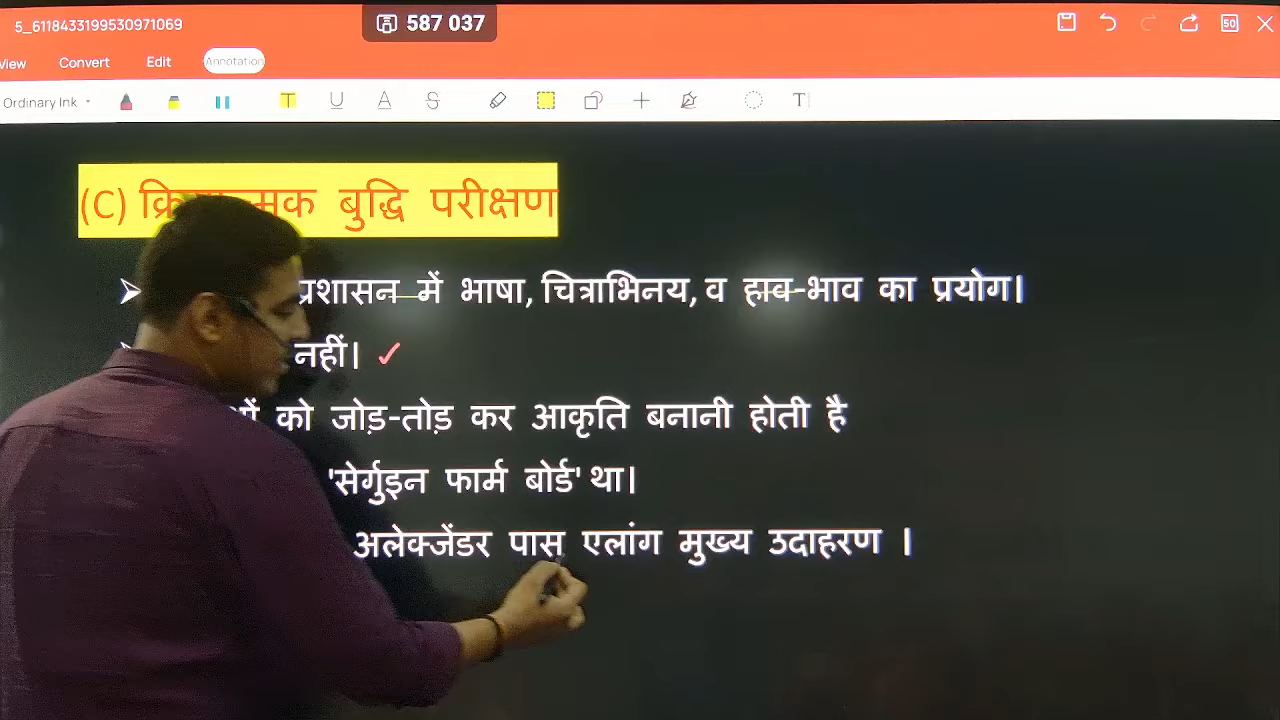 5_6118433199530971069
587 037
50
View Convert Edit Annotation
Ordinary Ink
T U A S T
(C) बुद्धि परीक्षण
प्रशासन में भाषा, चित्राभिनय, व हाव-भाव का प्रयोग।
नहीं। ✓
को जोड़-तोड़ कर आकृति बनानी होती है
'सेर्गुइन फार्म बोर्ड' था।
अलेक्जेंडर पास एलांग मुख्य उदाहरण ।